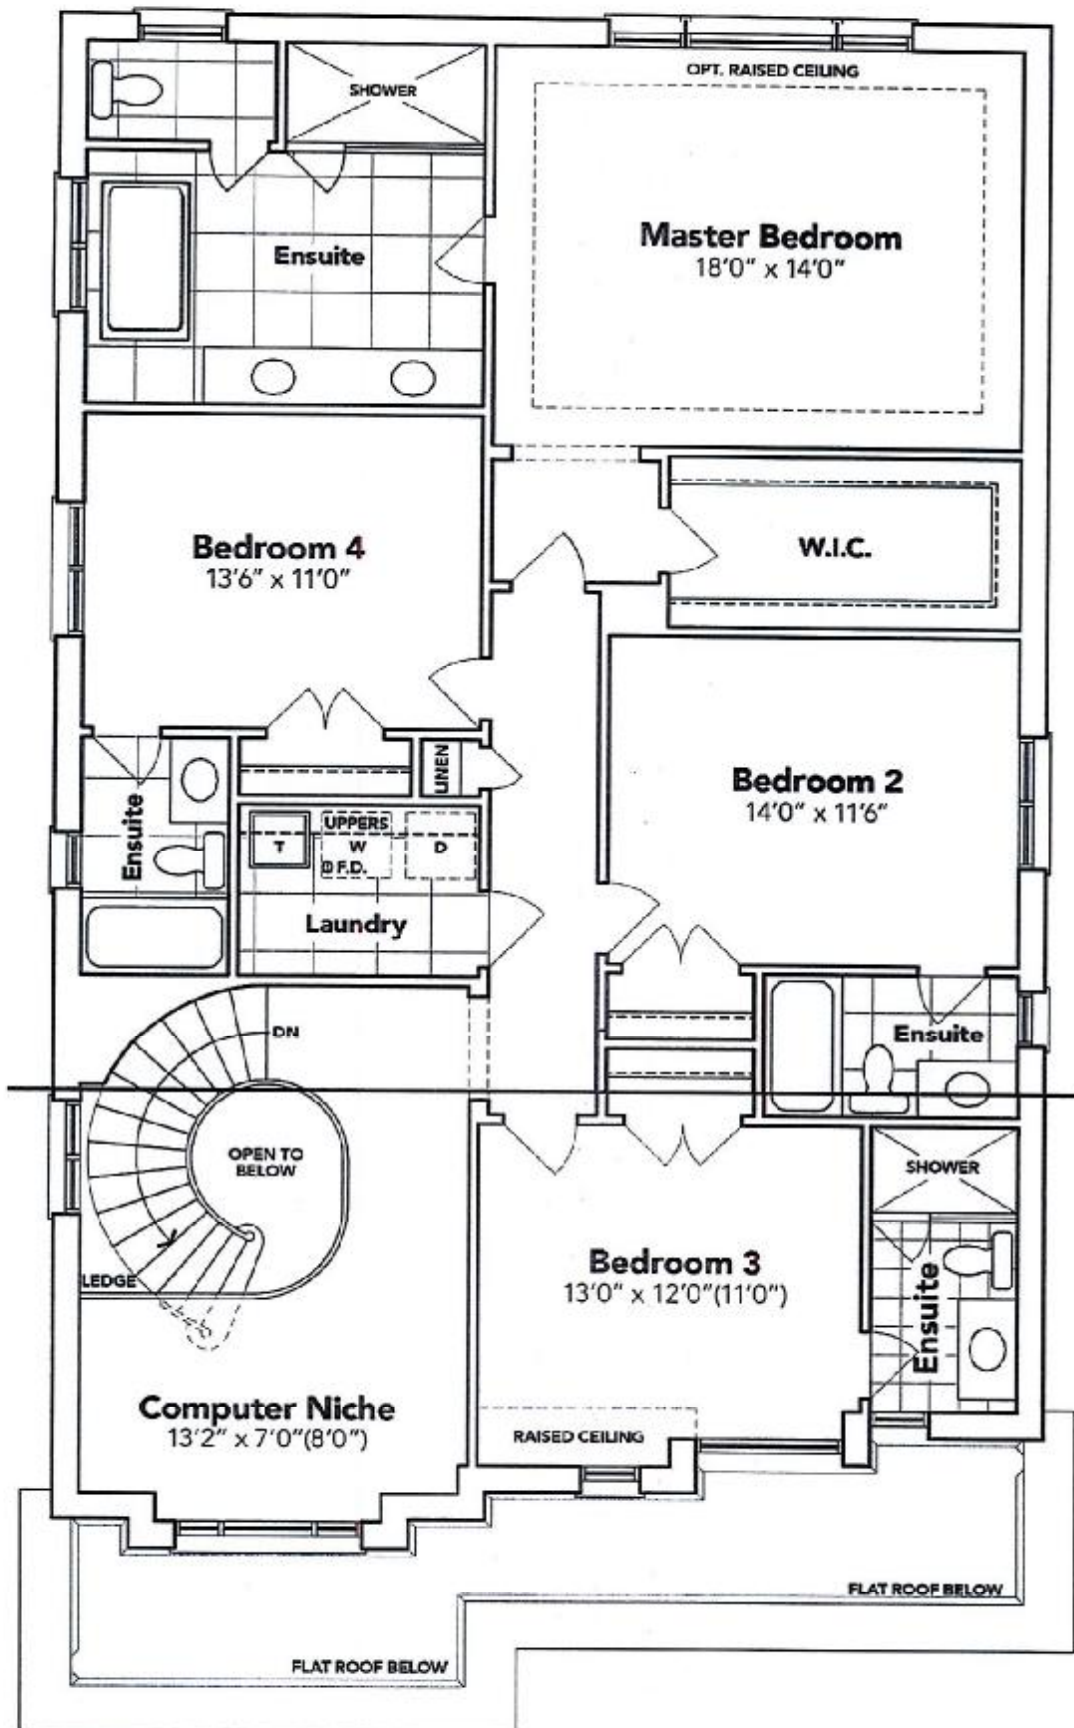 OPT. RAISED CEILING
SHOWER
Master Bedroom
18'0" x 14'0"
Ensuite
Bedroom 4
13'6" x 11'0"
W.I.C.
LINEN
Bedroom 2
14'0" x 11'6"
Ensuite
UPPERS
T
W
D
F.D.
Laundry
DN
Ensuite
OPEN TO
BELOW
SHOWER
LEDGE
Bedroom 3
13'0" x 12'0"(11'0")
Ensuite
Computer Niche
13'2" x 7'0"(8'0")
RAISED CEILING
FLAT ROOF BELOW
FLAT ROOF BELOW